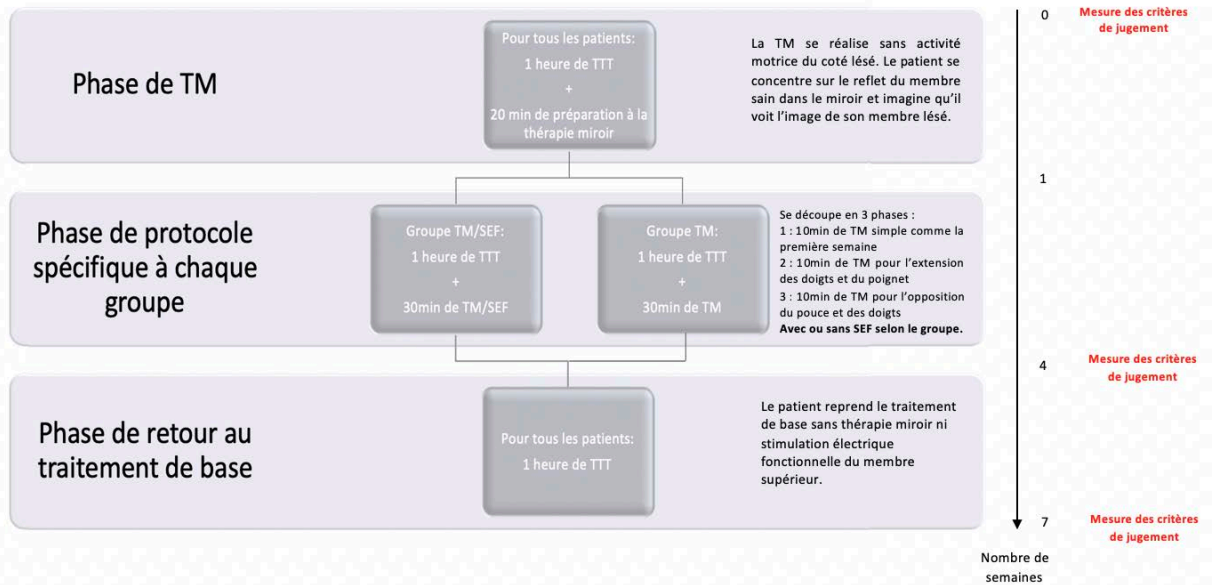 Phase de TM
Pour tous les patients:
1 heure de TTT
+
20 min de préparation à la
thérapie miroir
La TM se réalise sans activité
motrice du coté lésé. Le patient se
concentre sur le reflet du membre
sain dans le miroir et imagine qu'il
voit l'image de son membre lésé.
0
Mesure des critères
de jugement
1
Phase de protocole
spécifique à chaque
groupe
Groupe TM/SEF:
1 heure de TTT
+
30min de TM/SEF
Groupe TM:
1 heure de TTT
+
30min de TM
Se découpe en 3 phases :
1 : 10min de TM simple comme la
première semaine
2 : 10min de TM pour l'extension
des doigts et du poignet
3 : 10min de TM pour l'opposition
du pouce et des doigts
Avec ou sans SEF selon le groupe.
4
Mesure des critères
de jugement
Phase de retour au
traitement de base
Pour tous les patients:
1 heure de TTT
Le patient reprend le traitement
de base sans thérapie miroir ni
stimulation électrique
fonctionnelle du membre
supérieur.
7
Mesure des critères
de jugement
Nombre de
semaines